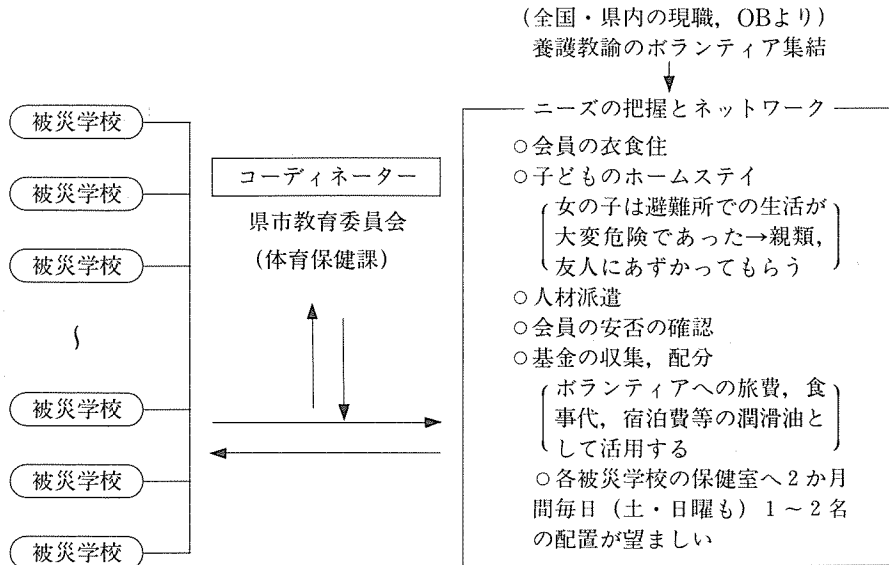 (全国・県内の現職，OBより)
養護教諭のボランティア集結
ニーズの把握とネットワーク
○会員の衣食住
○子どものホームステイ
女の子は避難所での生活が
大変危険であった→親類，
友人にあずかってもらう
○人材派遣
○会員の安否の確認
○基金の収集，配分
ボランティアへの旅費，食
事代，宿泊費等の潤滑油と
して活用する
○各被災学校の保健室へ2か月
間毎日（土・日曜も）1～2名
の配置が望ましい
コーディネーター
県市教育委員会
(体育保健課)
被災学校
被災学校
被災学校
～
被災学校
被災学校
被災学校